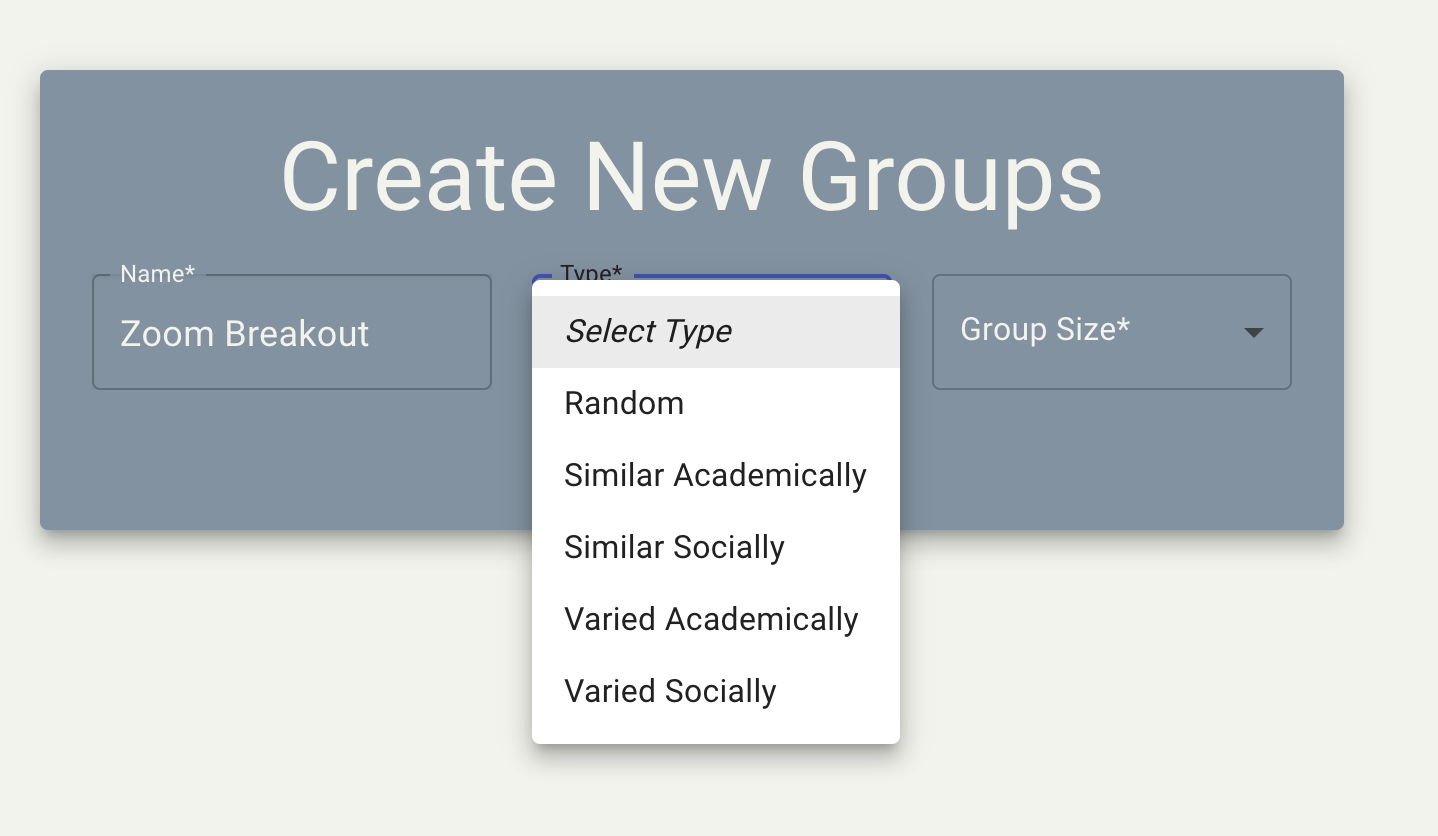 Create New Groups
Name*
Zoom Breakout
Type*
Select Type
Random
Similar Academically
Similar Socially
Varied Academically
Varied Socially
Group Size*